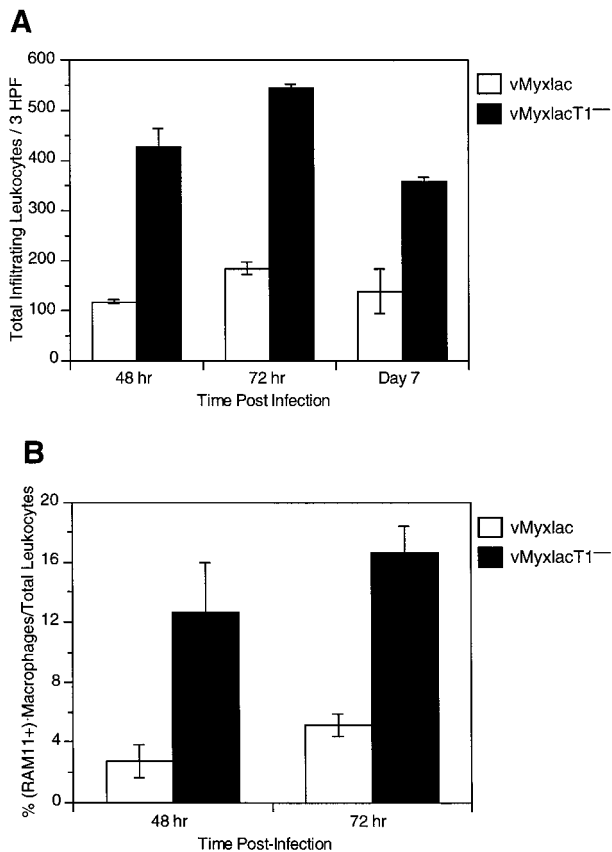 A
Total Infiltrating Leukocytes / 3 HPF
600
500
400
300
200
100
0
48 hr
72 hr
Day 7
Time Post Infection
vMyxlac
vMyxlacT1—
B
% (RAM11+)·Macrophages/Total Leukocytes
20
16
12
8
4
0
48 hr
72 hr
Time Post-Infection
vMyxlac
vMyxlacT1—